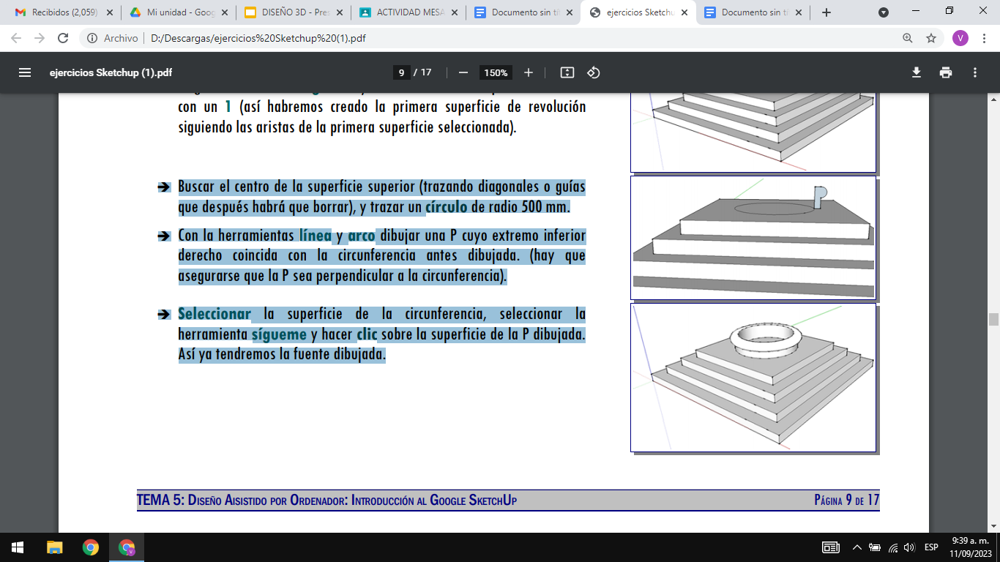 Recibidos (2,059)
Mi unidad - Goog
DISEÑO 3D - Pres
ACTIVIDAD MESA
Documento sin tí
ejercicios Sketchu
Documento sin tí
V
Archivo
D:/Descargas/ejercicios%20Sketchup%20(1).pdf
ejercicios Sketchup (1).pdf
9 / 17
150%
con un 1 (así habremos creado la primera superficie de revolución
siguiendo las aristas de la primera superficie seleccionada).
Buscar el centro de la superficie superior (trazando diagonales o guías
que después habrá que borrar), y trazar un círculo de radio 500 mm.
Con la herramientas línea y arco dibujar una P cuyo extremo inferior
derecho coincida con la circunferencia antes dibujada. (hay que
asegurarse que la P sea perpendicular a la circunferencia).
Seleccionar la superficie de la circunferencia, seleccionar la
herramienta sígueme y hacer clic sobre la superficie de la P dibujada.
Así ya tendremos la fuente dibujada.
TEMA 5: DISEÑO AISISTIDO POR ORDENADOR: INTRODUCCIÓN AL GOOGLE SKETCHUP
PÁGINA 9 DE 17
ESP
9:39 a. m.
11/09/2023